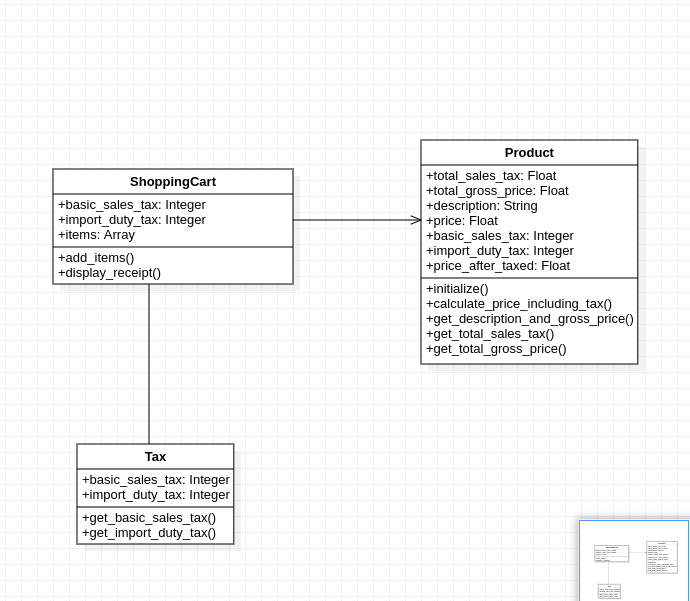 ShoppingCart
+basic_sales_tax: Integer
+import_duty_tax: Integer
+items: Array
+add_items()
+display_receipt()
Product
+total_sales_tax: Float
+total_gross_price: Float
+description: String
+price: Float
+basic_sales_tax: Integer
+import_duty_tax: Integer
+price_after_taxed: Float
+initialize()
+calculate_price_including_tax()
+get_description_and_gross_price()
+get_total_sales_tax()
+get_total_gross_price()
Tax
+basic_sales_tax: Integer
+import_duty_tax: Integer
+get_basic_sales_tax()
+get_import_duty_tax()